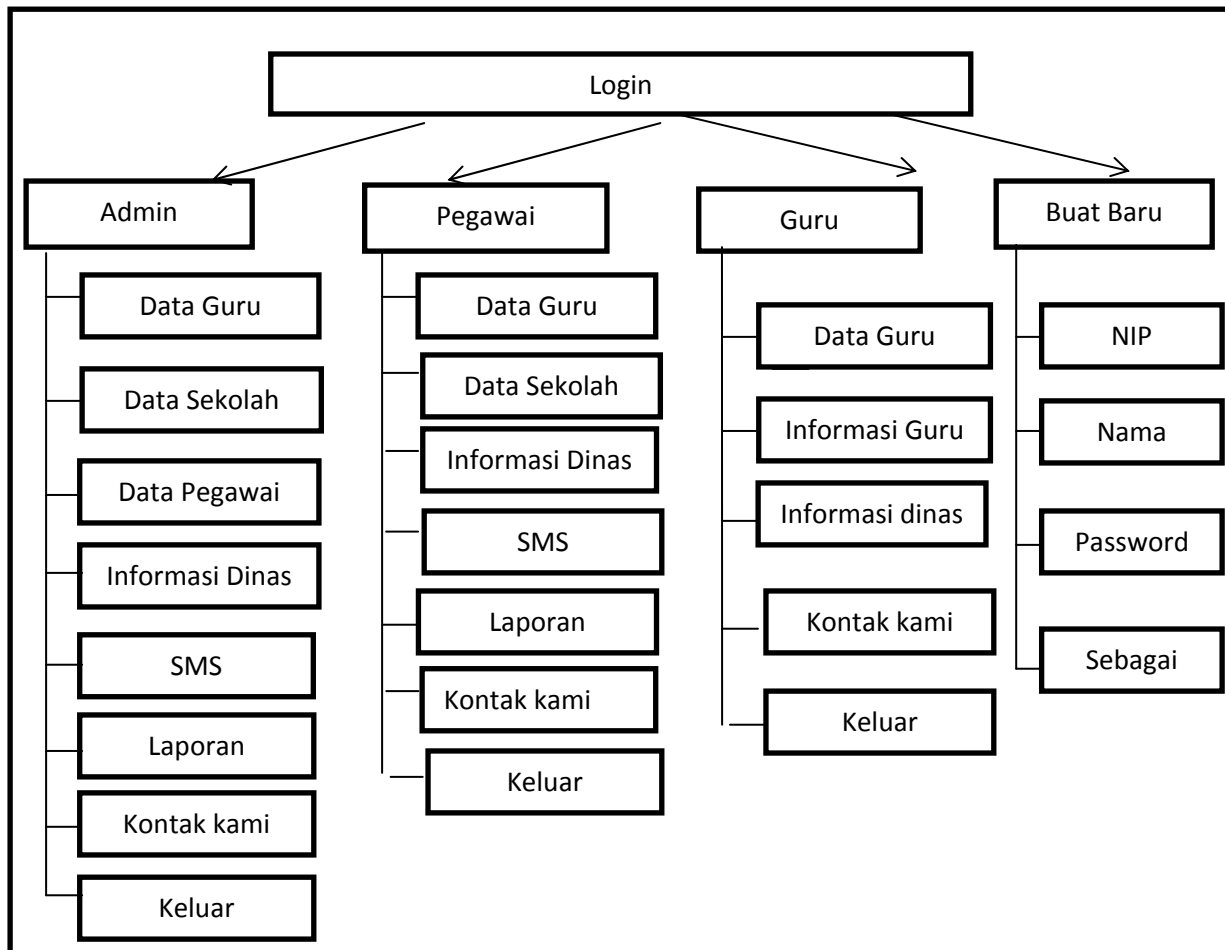 Login
Admin
Data Guru
Data Sekolah
Data Pegawai
Informasi Dinas
SMS
Laporan
Kontak kami
Keluar
Pegawai
Data Guru
Data Sekolah
Informasi Dinas
SMS
Laporan
Kontak kami
Keluar
Guru
Data Guru
Informasi Guru
Informasi dinas
Kontak kami
Keluar
Buat Baru
NIP
Nama
Password
Sebagai